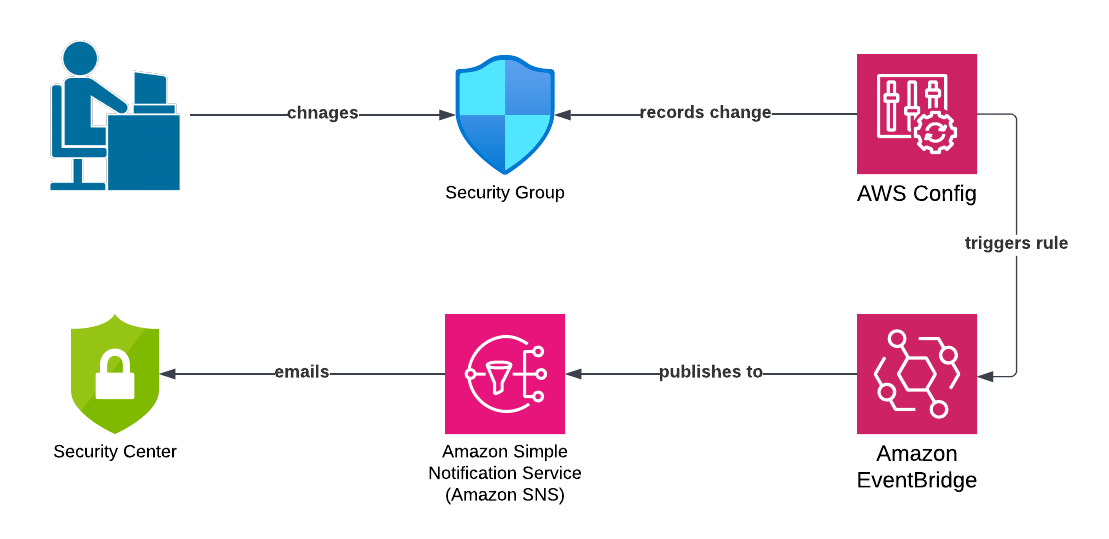 chnages
records change
Security Group
AWS Config
triggers rule
emails
publishes to
Security Center
Amazon Simple
Notification Service
(Amazon SNS)
Amazon
EventBridge